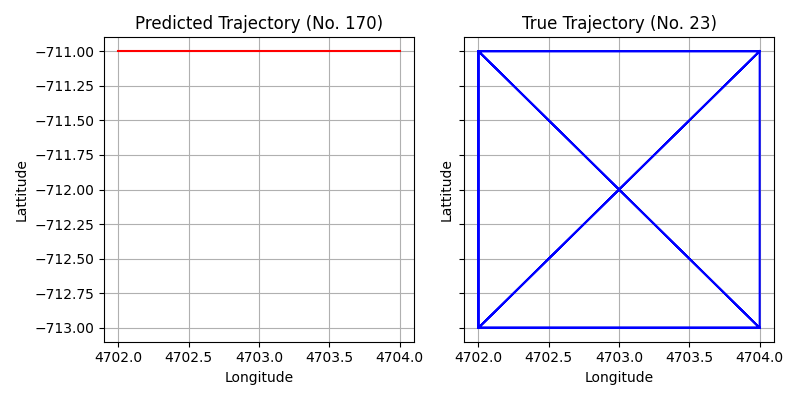 Predicted Trajectory (No. 170)
−711.00
−711.25
−711.50
−711.75
−712.00
−712.25
−712.50
−712.75
−713.00
Lattitude
4702.0 4702.5 4703.0 4703.5 4704.0
Longitude
True Trajectory (No. 23)
Lattitude
4702.0 4702.5 4703.0 4703.5 4704.0
Longitude